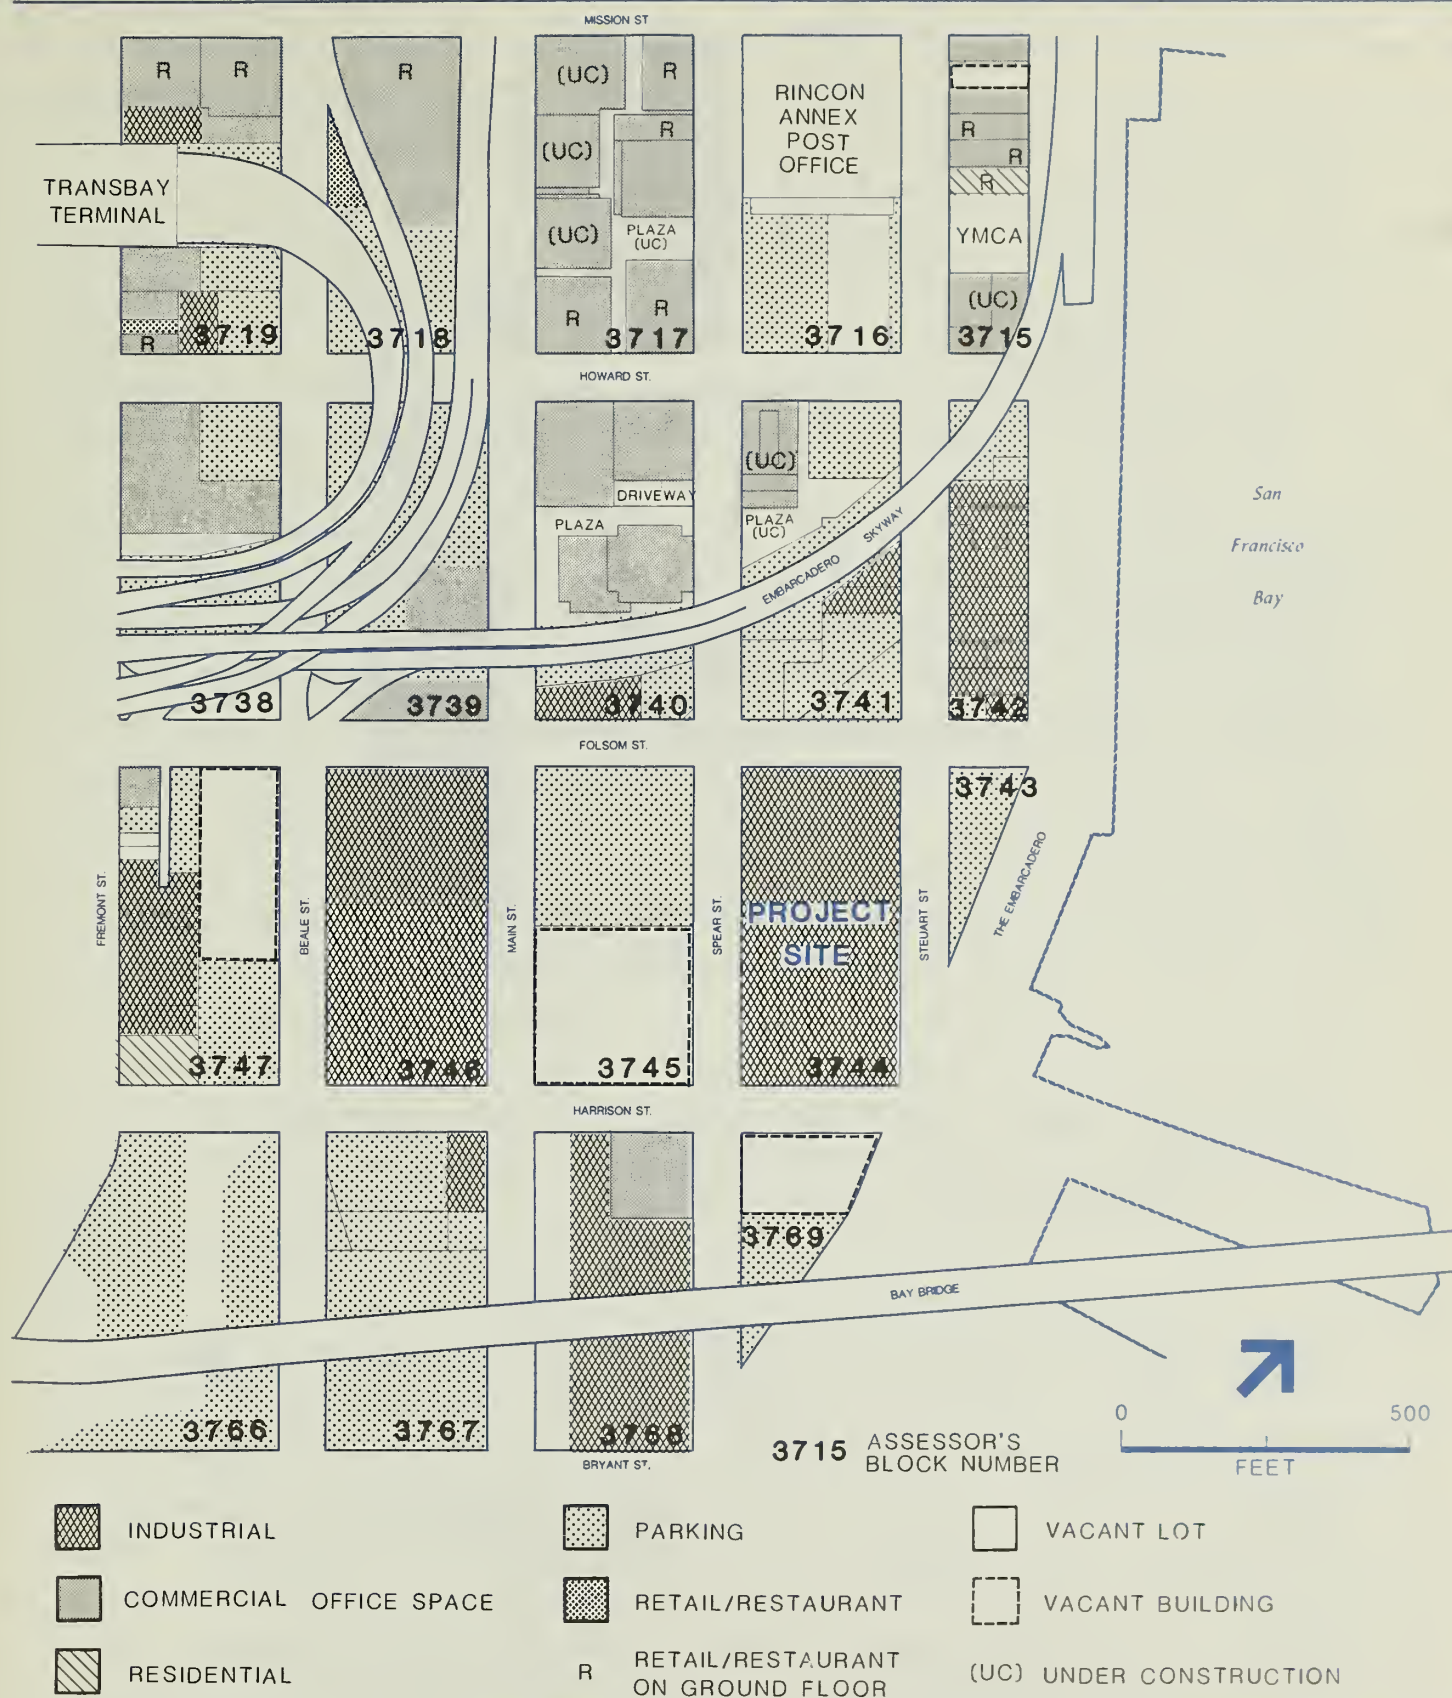 MISSION ST
R
R
R
(UC)
R
RINCON
ANNEX
POST
OFFICE
(UC)
R
R
R
R
TRANSBAY
TERMINAL
(UC)
PLAZA
(UC)
YMCA
R
3719
3718
R
R
3717
3716
(UC)
3715
HOWARD ST.
(UC)
DRIVEWAY
PLAZA
PLAZA
(UC)
EMBARCADERO SKYWAY
San
Francisco
Bay
3738
3739
3740
3741
3742
FOLSOM ST.
3743
FREMONT ST.
BEALE ST.
MAIN ST.
SPEAR ST.
PROJECT
SITE
STEUART ST
THE EMBARCADERO
3747
3746
3745
3744
HARRISON ST.
3769
BAY BRIDGE
3766
3767
3768
BRYANT ST.
3715 ASSESSOR'S
BLOCK NUMBER
0 500
FEET
INDUSTRIAL
PARKING
VACANT LOT
COMMERCIAL OFFICE SPACE
RETAIL/RESTAURANT
VACANT BUILDING
RESIDENTIAL
R RETAIL/RESTAURANT
ON GROUND FLOOR
(UC) UNDER CONSTRUCTION